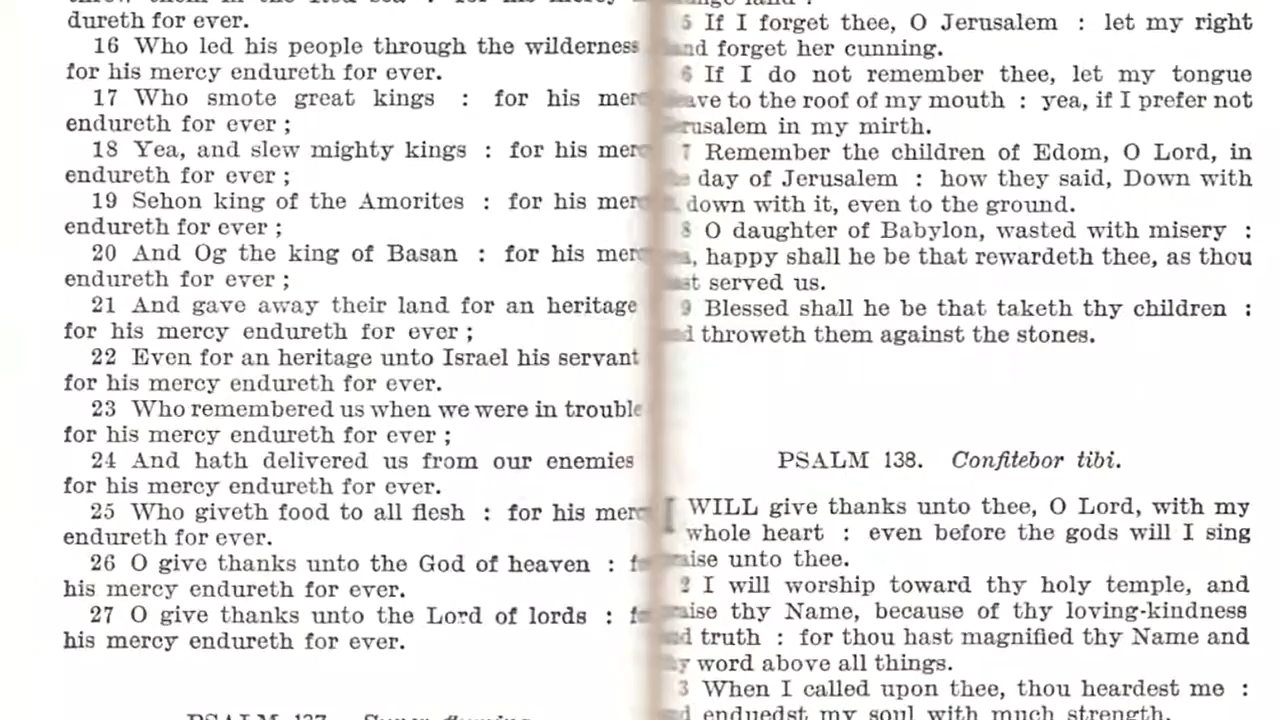 dureth for ever.
16 Who led his people through the wilderness
for his mercy endureth for ever.
17 Who smote great kings : for his
endureth for ever ;
18 Yea, and slew mighty kings : for his
endureth for ever ;
19 Sehon king of the Amorites : for his
endureth for ever ;
20 And Og the king of Basan : for his
endureth for ever ;
21 And gave away their land for an heritage
for his mercy endureth for ever ;
22 Even for an heritage unto Israel his servant
for his mercy endureth for ever.
23 Who remembered us when we were in trouble
for his mercy endureth for ever ;
24 And hath delivered us from our enemies
for his mercy endureth for ever.
25 Who giveth food to all flesh : for his
endureth for ever.
26 O give thanks unto the God of heaven :
his mercy endureth for ever.
27 O give thanks unto the Lord of lords :
his mercy endureth for ever.
5 If I forget thee, O Jerusalem : let my right
forget her cunning.
6 If I do not remember thee, let my tongue
to the roof of my mouth : yea, if I prefer not
in my mirth.
7 Remember the children of Edom, O Lord, in
day of Jerusalem : how they said, Down with
down with it, even to the ground.
8 O daughter of Babylon, wasted with misery :
happy shall he be that rewardeth thee, as thou
served us.
9 Blessed shall he be that taketh thy children :
throweth them against the stones.
PSALM 138. Confitebor tibi.
I WILL give thanks unto thee, O Lord, with my
whole heart : even before the gods will I sing
unto thee.
2 I will worship toward thy holy temple, and
thy Name, because of thy loving-kindness
truth : for thou hast magnified thy Name and
word above all things.
3 When I called upon thee, thou heardest me :
enduedst my soul with much strength.